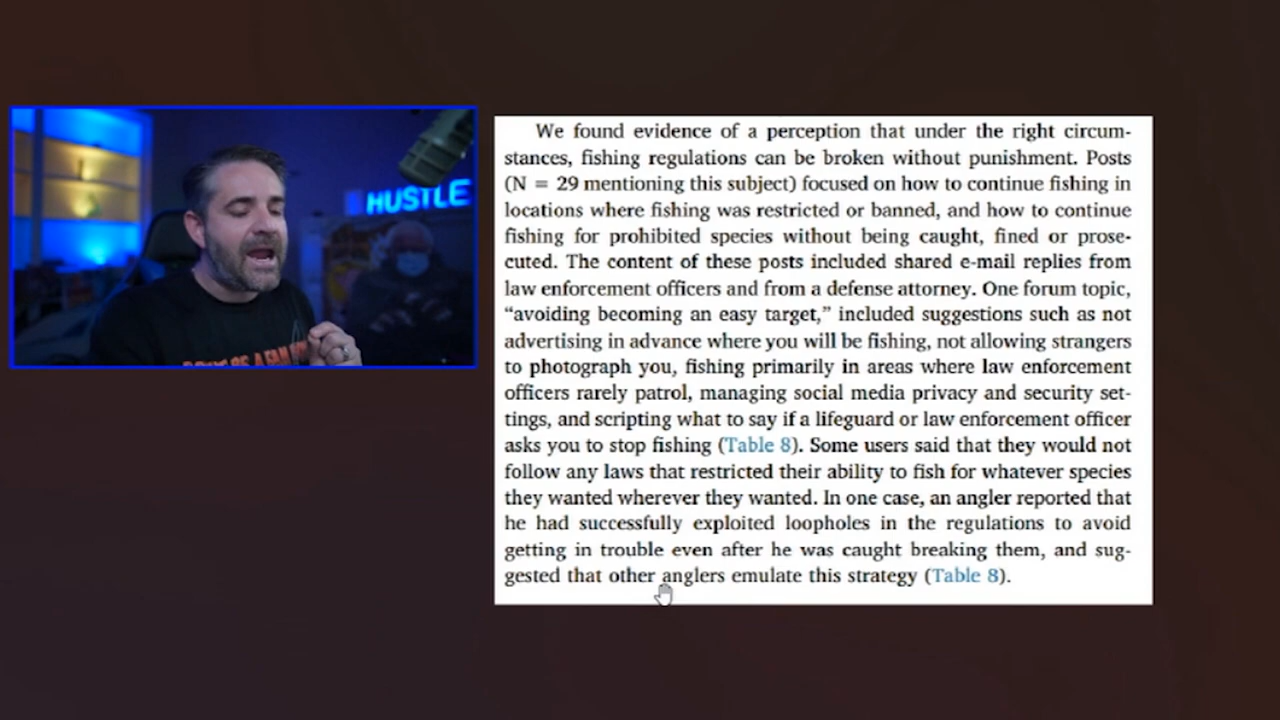 HUSTLE
We found evidence of a perception that under the right circum-
stances, fishing regulations can be broken without punishment. Posts
(N = 29 mentioning this subject) focused on how to continue fishing in
locations where fishing was restricted or banned, and how to continue
fishing for prohibited species without being caught, fined or prose-
cuted. The content of these posts included shared e-mail replies from
law enforcement officers and from a defense attorney. One forum topic,
“avoiding becoming an easy target,” included suggestions such as not
advertising in advance where you will be fishing, not allowing strangers
to photograph you, fishing primarily in areas where law enforcement
officers rarely patrol, managing social media privacy and security set-
tings, and scripting what to say if a lifeguard or law enforcement officer
asks you to stop fishing (Table 8). Some users said that they would not
follow any laws that restricted their ability to fish for whatever species
they wanted wherever they wanted. In one case, an angler reported that
he had successfully exploited loopholes in the regulations to avoid
getting in trouble even after he was caught breaking them, and sug-
gested that other anglers emulate this strategy (Table 8).